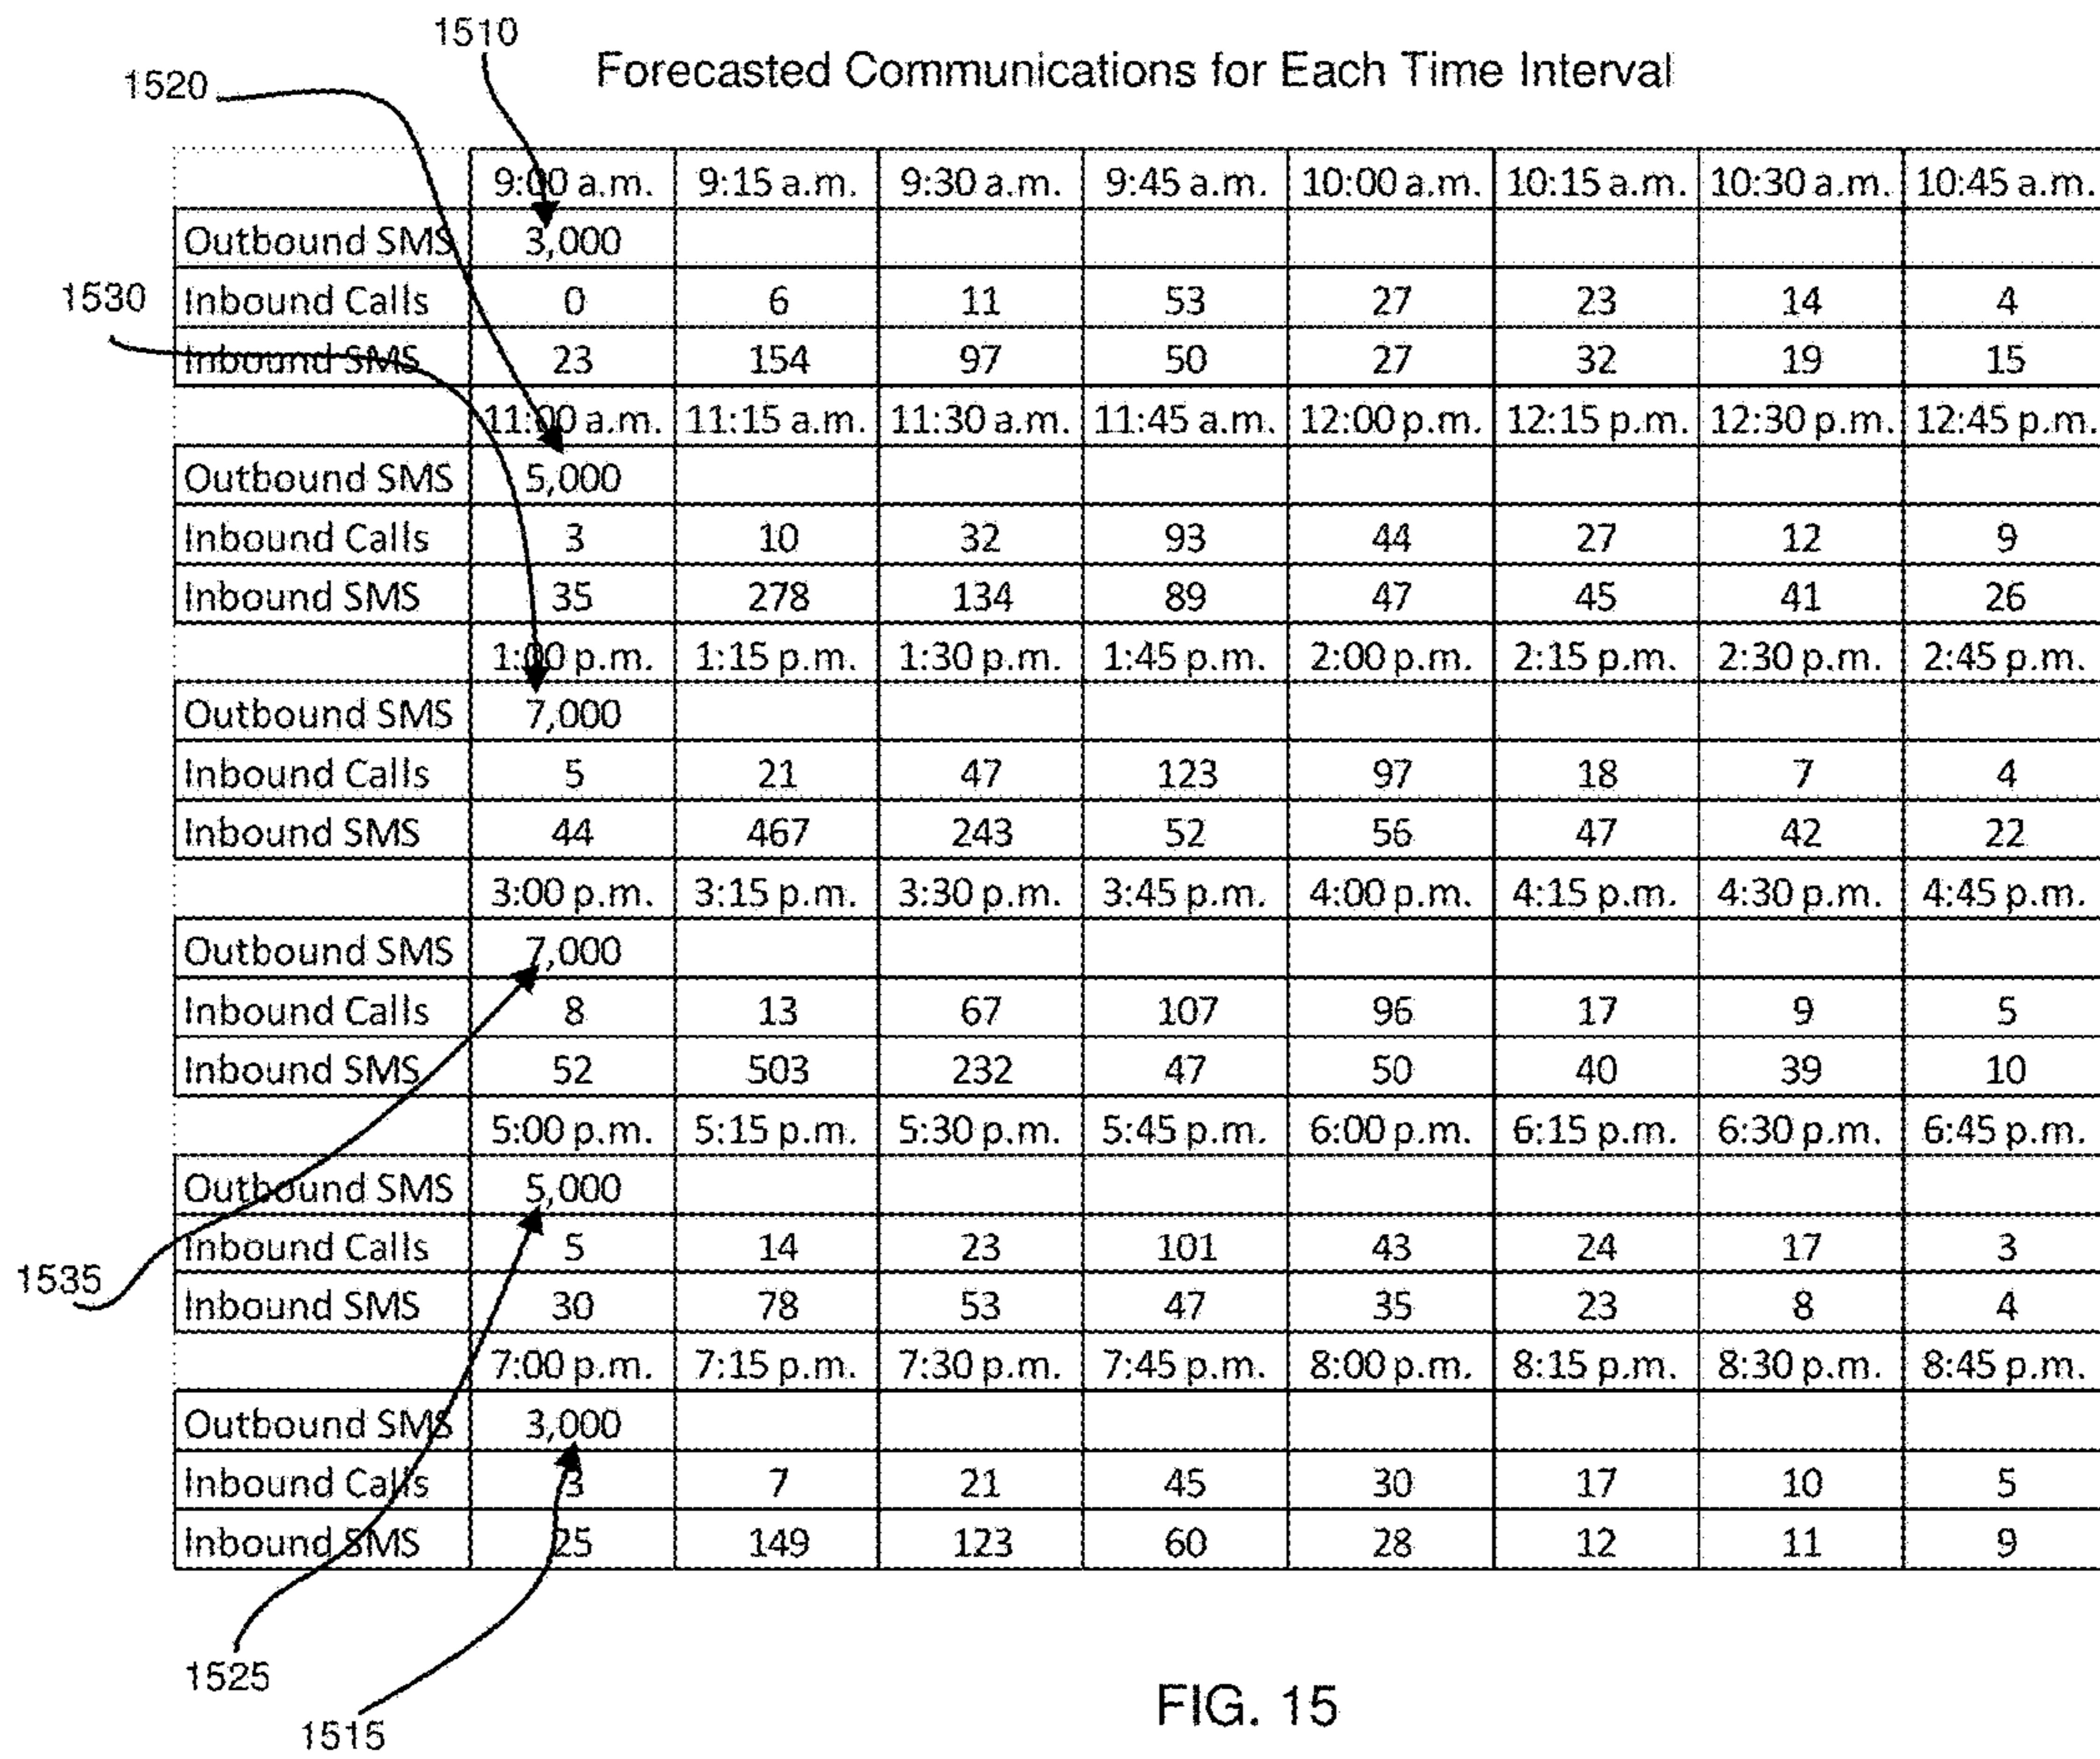 1510
Forecasted Communications for Each Time Interval
1520
9:00 a.m. 9:15 a.m. 9:30 a.m. 9:45 a.m. 10:00 a.m. 10:15 a.m. 10:30 a.m. 10:45 a.m.
Outbound SMS 3,000
1530
Inbound Calls 0 6 11 53 27 23 14 4
Inbound SMS 23 154 97 50 27 32 19 15
11:00 a.m. 11:15 a.m. 11:30 a.m. 11:45 a.m. 12:00 p.m. 12:15 p.m. 12:30 p.m. 12:45 p.m.
Outbound SMS 5,000
Inbound Calls 3 10 32 93 44 27 12 9
Inbound SMS 35 278 134 89 47 45 41 26
1:00 p.m. 1:15 p.m. 1:30 p.m. 1:45 p.m. 2:00 p.m. 2:15 p.m. 2:30 p.m. 2:45 p.m.
Outbound SMS 7,000
Inbound Calls 5 21 47 123 97 18 7 4
Inbound SMS 44 467 243 52 56 47 42 22
3:00 p.m. 3:15 p.m. 3:30 p.m. 3:45 p.m. 4:00 p.m. 4:15 p.m. 4:30 p.m. 4:45 p.m.
Outbound SMS 7,000
Inbound Calls 8 13 67 107 96 17 9 5
Inbound SMS 52 503 232 47 50 40 39 10
5:00 p.m. 5:15 p.m. 5:30 p.m. 5:45 p.m. 6:00 p.m. 6:15 p.m. 6:30 p.m. 6:45 p.m.
Outbound SMS 5,000
Inbound Calls 5 14 23 101 43 24 17 3
1535
Inbound SMS 30 78 53 47 35 23 8 4
7:00 p.m. 7:15 p.m. 7:30 p.m. 7:45 p.m. 8:00 p.m. 8:15 p.m. 8:30 p.m. 8:45 p.m.
Outbound SMS 3,000
Inbound Calls 3 7 21 45 30 17 10 5
Inbound SMS 25 149 123 60 28 12 11 9
1525
1515
FIG. 15